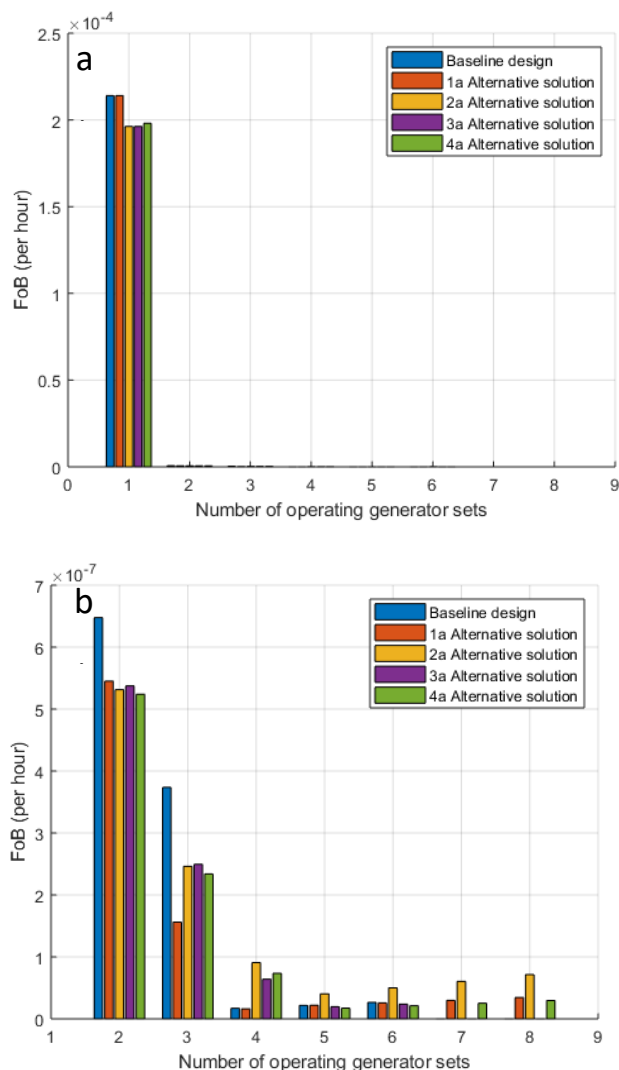 ×10⁻⁴
a
2.5
2
1.5
1
0.5
0
FoB (per hour)
Baseline design
1a Alternative solution
2a Alternative solution
3a Alternative solution
4a Alternative solution
0 1 2 3 4 5 6 7 8 9
Number of operating generator sets
×10⁻⁷
b
7
6
5
4
3
2
1
0
FoB (per hour)
Baseline design
1a Alternative solution
2a Alternative solution
3a Alternative solution
4a Alternative solution
1 2 3 4 5 6 7 8 9
Number of operating generator sets